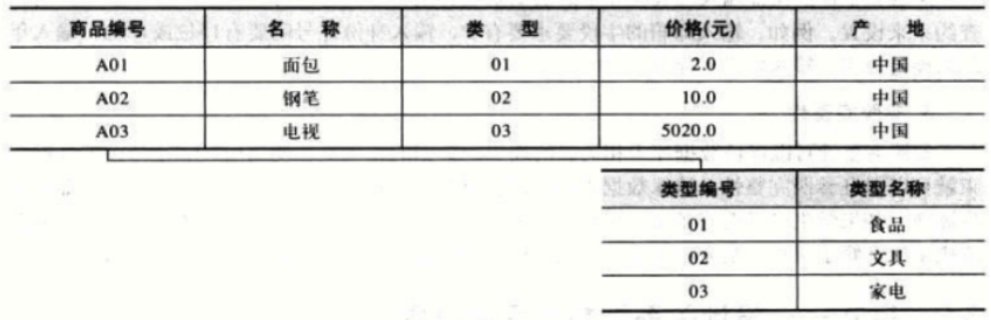 商品编号 名 称 类 型 价格(元) 产 地
A01 面包 01 2.0 中国
A02 钢笔 02 10.0 中国
A03 电视 03 5020.0 中国
类型编号 类型名称
01 食品
02 文具
03 家电